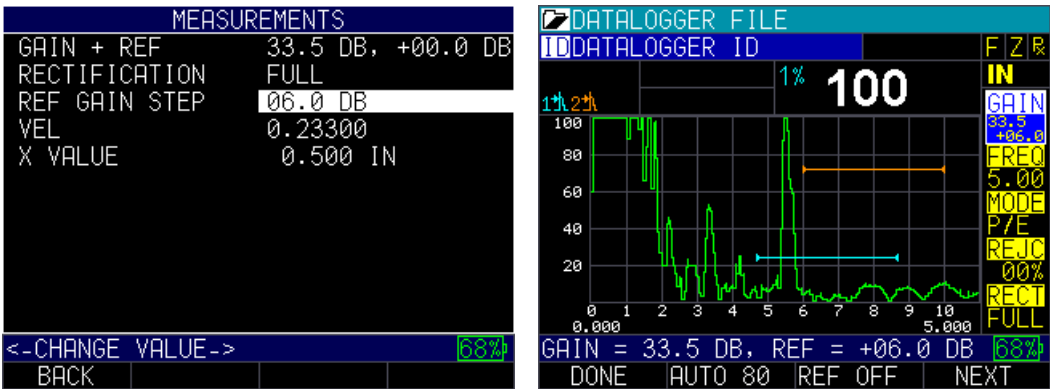 MEASUREMENTS
GAIN + REF 33.5 DB, +00.0 DB
RECTIFICATION FULL
REF GAIN STEP 06.0 DB
VEL 0.23300
X VALUE 0.500 IN
<-CHANGE VALUE-> 68%
BACK
DATALOGGER FILE
ID DATALOGGER ID F Z
1% 100 IN
1 2
GAIN
33.5
+06.0
FREQ
5.00
MODE
P/E
REJC
00%
RECT
FULL
100
80
60
40
20
0 1 2 3 4 5 6 7 8 9 10
0.000 5.000
GAIN = 33.5 DB, REF = +06.0 DB 68%
DONE AUTO 80 REF OFF NEXT